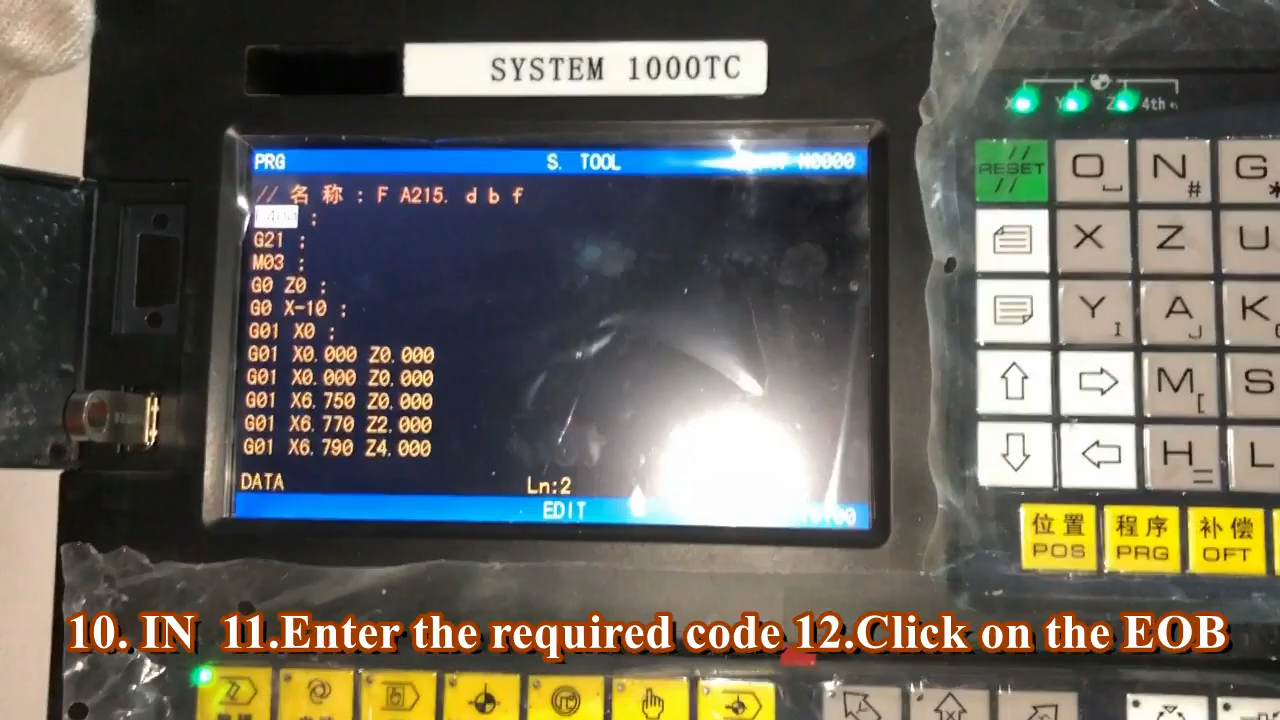 SYSTEM 1000TC
X Y Z 4th
PRG S. TOOL N0000
// 名 称 : F A215. d b f
;
G21 ;
M03 ;
G0 Z0 ;
G0 X-10 ;
G01 X0 ;
G01 X0.000 Z0.000
G01 X0.000 Z0.000
G01 X6.750 Z0.000
G01 X6.770 Z2.000
G01 X6.790 Z4.000
DATA Ln:2
EDIT
// RESET // O N # G *
X Z U
Y I A J K
M [ S
H = L
位置 POS 程序 PRG 补偿 OFT
10. IN 11.Enter the required code 12.Click on the EOB